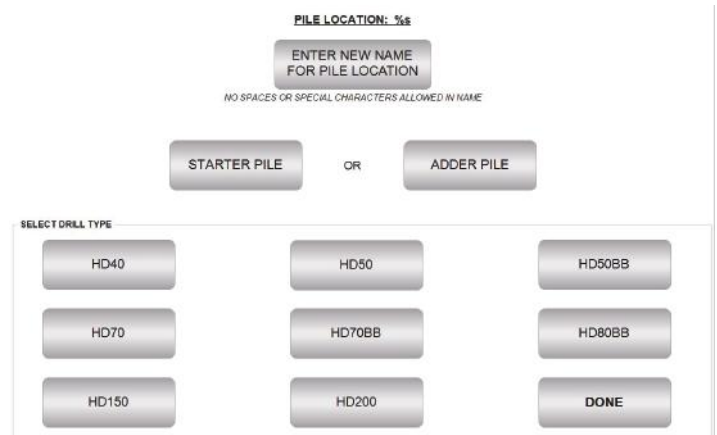 PILE LOCATION: %s
ENTER NEW NAME
FOR PILE LOCATION
NO SPACES OR SPECIAL CHARACTERS ALLOWED IN NAME
STARTER PILE OR ADDER PILE
SELECT DRILL TYPE
HD40 HD50 HD50BB
HD70 HD70BB HD80BB
HD150 HD200 DONE